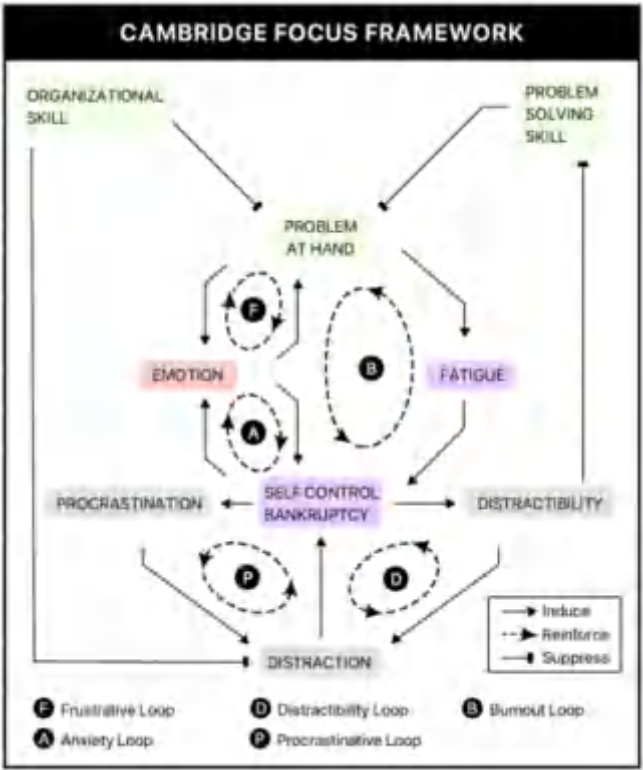 CAMBRIDGE FOCUS FRAMEWORK
ORGANIZATIONAL
SKILL
PROBLEM
SOLVING
SKILL
PROBLEM
AT HAND
F
B
EMOTION
FATIGUE
A
PROCRASTINATION
SELF CONTROL
BANKRUPTCY
DISTRACTIBILITY
P
D
DISTRACTION
Induce
Reinforce
Suppress
F Frustrative Loop
D Distractibility Loop
B Burnout Loop
A Anxiety Loop
P Procrastinative Loop